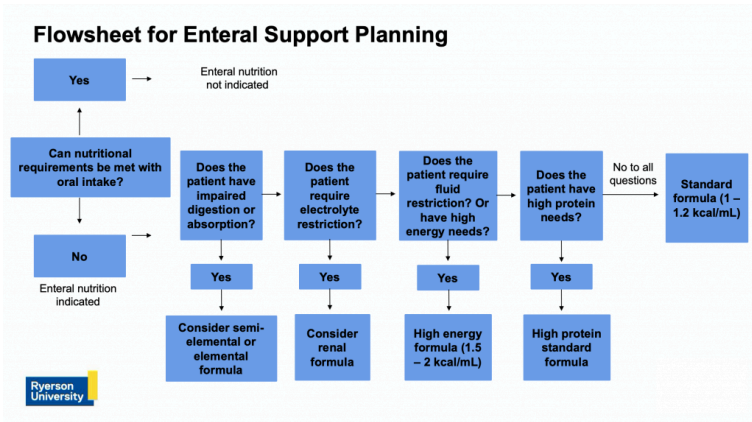 Flowsheet for Enteral Support Planning
Yes
Enteral nutrition
not indicated
Can nutritional
requirements be met with
oral intake?
No
Enteral nutrition
indicated
Does the
patient have
impaired
digestion or
absorption?
Does the
patient
require
electrolyte
restriction?
Does the
patient require
fluid
restriction? Or
have high
energy needs?
Does the
patient have
high protein
needs?
No to all
questions
Standard
formula (1 –
1.2 kcal/mL)
Yes
Yes
Yes
Yes
Consider semi-
elemental or
elemental
formula
Consider
renal
formula
High energy
formula (1.5
– 2 kcal/mL)
High protein
standard
formula
Ryerson
University